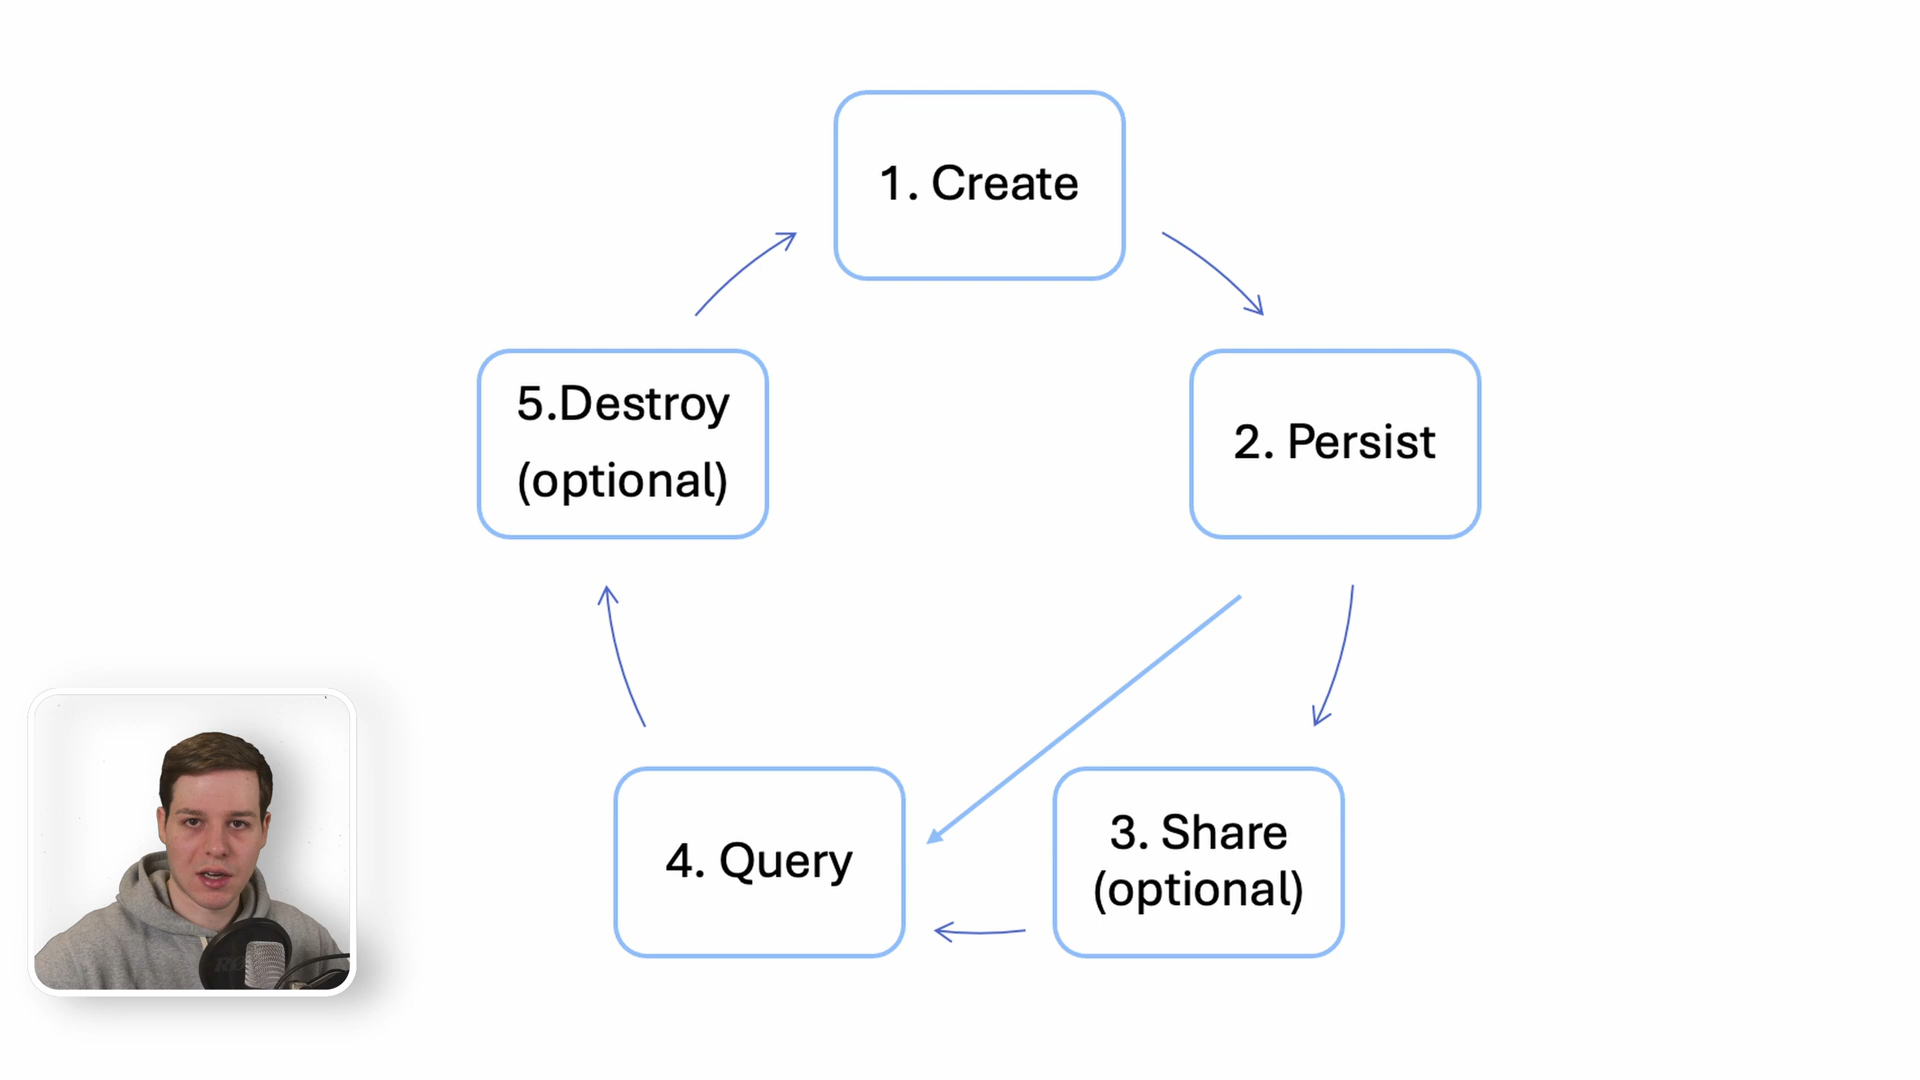 1. Create
2. Persist
3. Share
(optional)
4. Query
5.Destroy
(optional)